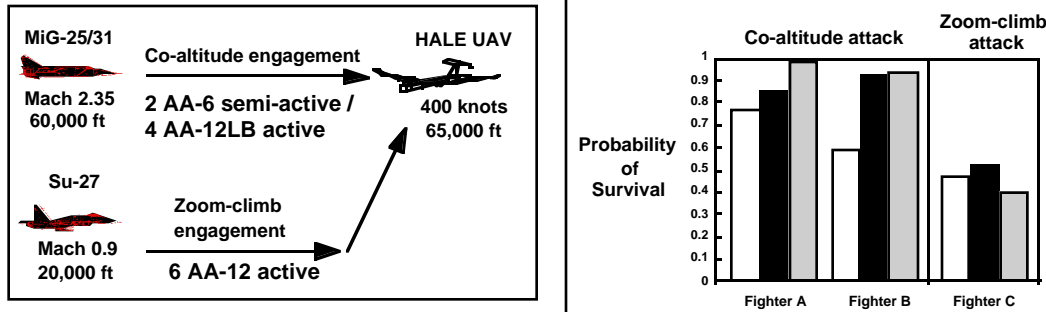 MiG-25/31
Mach 2.35
60,000 ft
Co-altitude engagement
2 AA-6 semi-active /
4 AA-12LB active
HALE UAV
400 knots
65,000 ft
Su-27
Mach 0.9
20,000 ft
Zoom-climb
engagement
6 AA-12 active
Co-altitude attack
Zoom-climb
attack
Probability
of
Survival
1
0.9
0.8
0.7
0.6
0.5
0.4
0.3
0.2
0.1
0
Fighter A
Fighter B
Fighter C